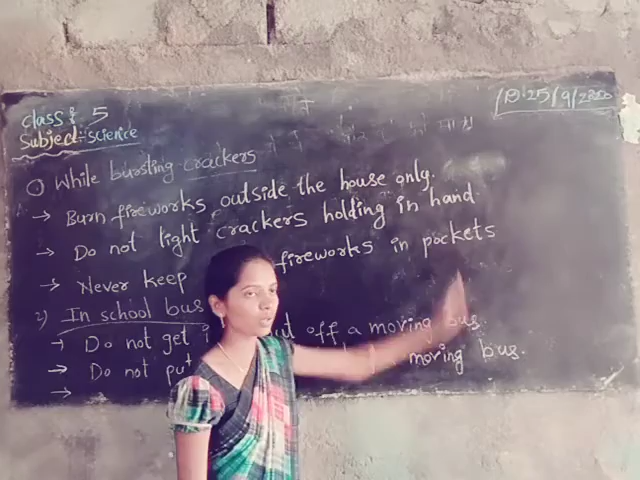 class: 5
Subject: science
D: 25/9/2020
1) While bursting crackers
→ Burn fireworks outside the house only.
→ Do not light crackers holding in hand
→ Never keep fireworks in pockets
2) In school bus
→ Do not get off a moving bus.
→ Do not put moving bus.
→